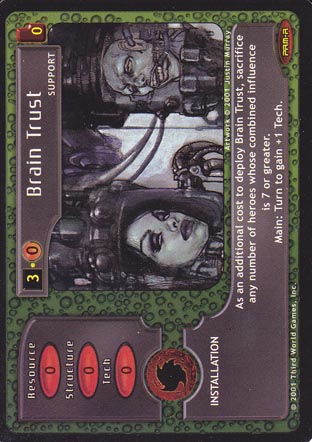 3 · 0
Brain Trust
SUPPORT
0
Artwork © 2001 Justin Murray
Resource
0
Structure
0
Tech
0
INSTALLATION
PRM-R
As an additional cost to deploy Brain Trust, sacrifice
any number of heroes whose combined influence
is 7 or greater.
Main: Turn to gain +1 Tech.
© 2001 Third World Games, Inc.